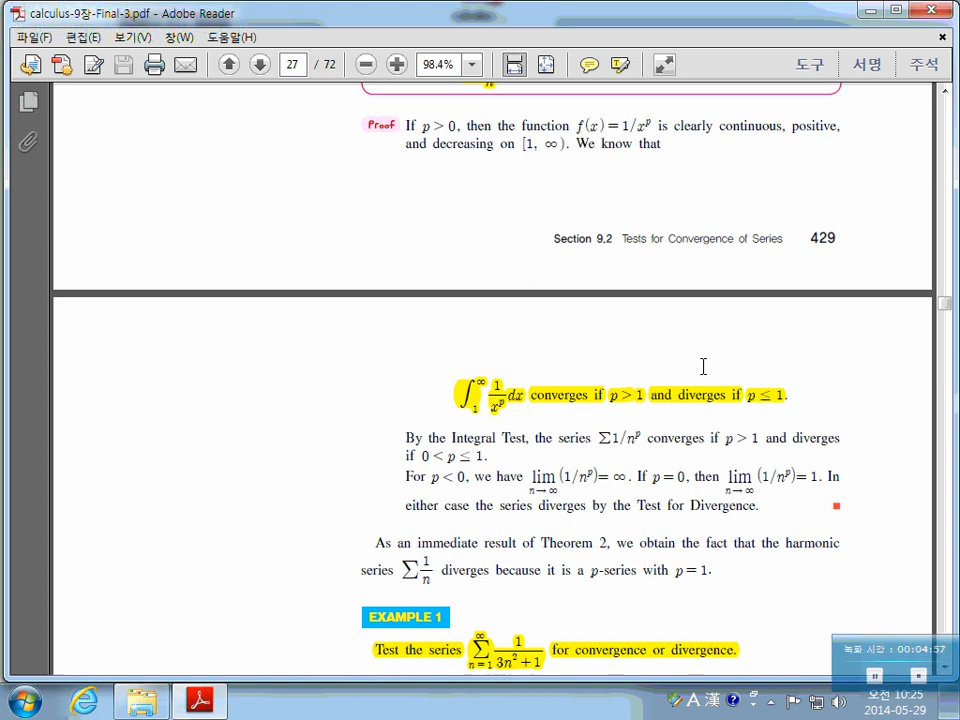 calculus-9장-Final-3.pdf - Adobe Reader
파일(F) 편집(E) 보기(V) 창(W) 도움말(H)
27 / 72 98.4% 도구 서명 주석
Proof If p > 0, then the function f(x) = 1/x^p is clearly continuous, positive,
and decreasing on [1, ∞). We know that
Section 9.2 Tests for Convergence of Series 429
∫₁^∞ 1/x^p dx converges if p > 1 and diverges if p ≤ 1.
By the Integral Test, the series Σ1/n^p converges if p > 1 and diverges
if 0 < p ≤ 1.
For p < 0, we have lim n→∞ (1/n^p) = ∞. If p = 0, then lim n→∞ (1/n^p) = 1. In
either case the series diverges by the Test for Divergence.
As an immediate result of Theorem 2, we obtain the fact that the harmonic
series Σ 1/n diverges because it is a p-series with p = 1.
EXAMPLE 1
Test the series Σ n=1 ∞ 1/(3n²+1) for convergence or divergence.
녹화 시간 : 00:04:57
A 漢
오전 10:25
2014-05-29